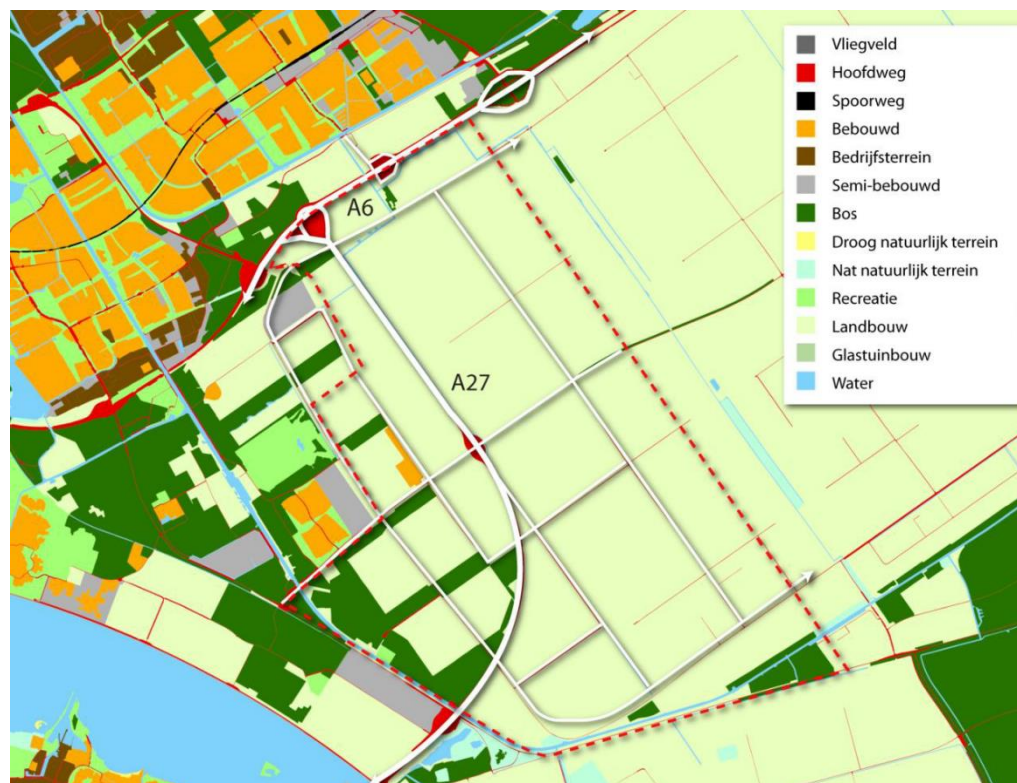 Vliegveld
Hoofdweg
Spoorweg
Bebouwd
Bedrijfsterrein
Semi-bebouwd
Bos
Droog natuurlijk terrein
Nat natuurlijk terrein
Recreatie
Landbouw
Glastuinbouw
Water
A6
A27